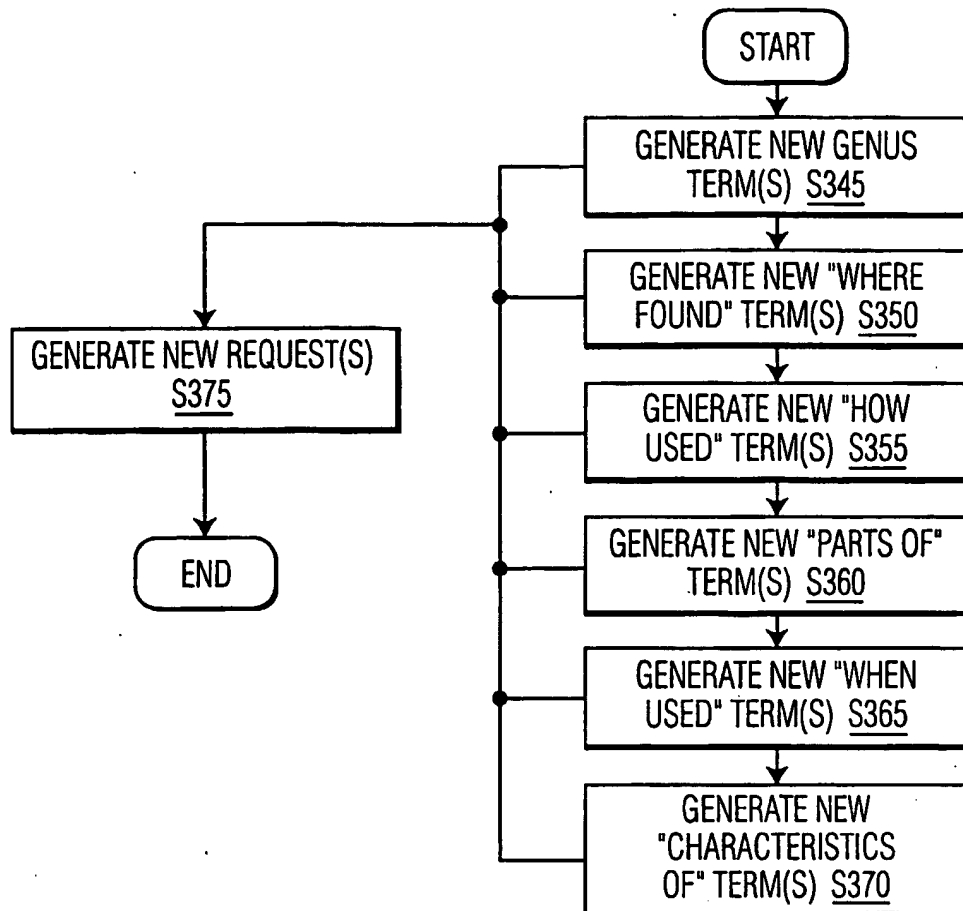 START
GENERATE NEW GENUS
TERM(S) S345
GENERATE NEW "WHERE
FOUND" TERM(S) S350
GENERATE NEW "HOW
USED" TERM(S) S355
GENERATE NEW "PARTS OF"
TERM(S) S360
GENERATE NEW "WHEN
USED" TERM(S) S365
GENERATE NEW
"CHARACTERISTICS
OF" TERM(S) S370
GENERATE NEW REQUEST(S)
S375
END